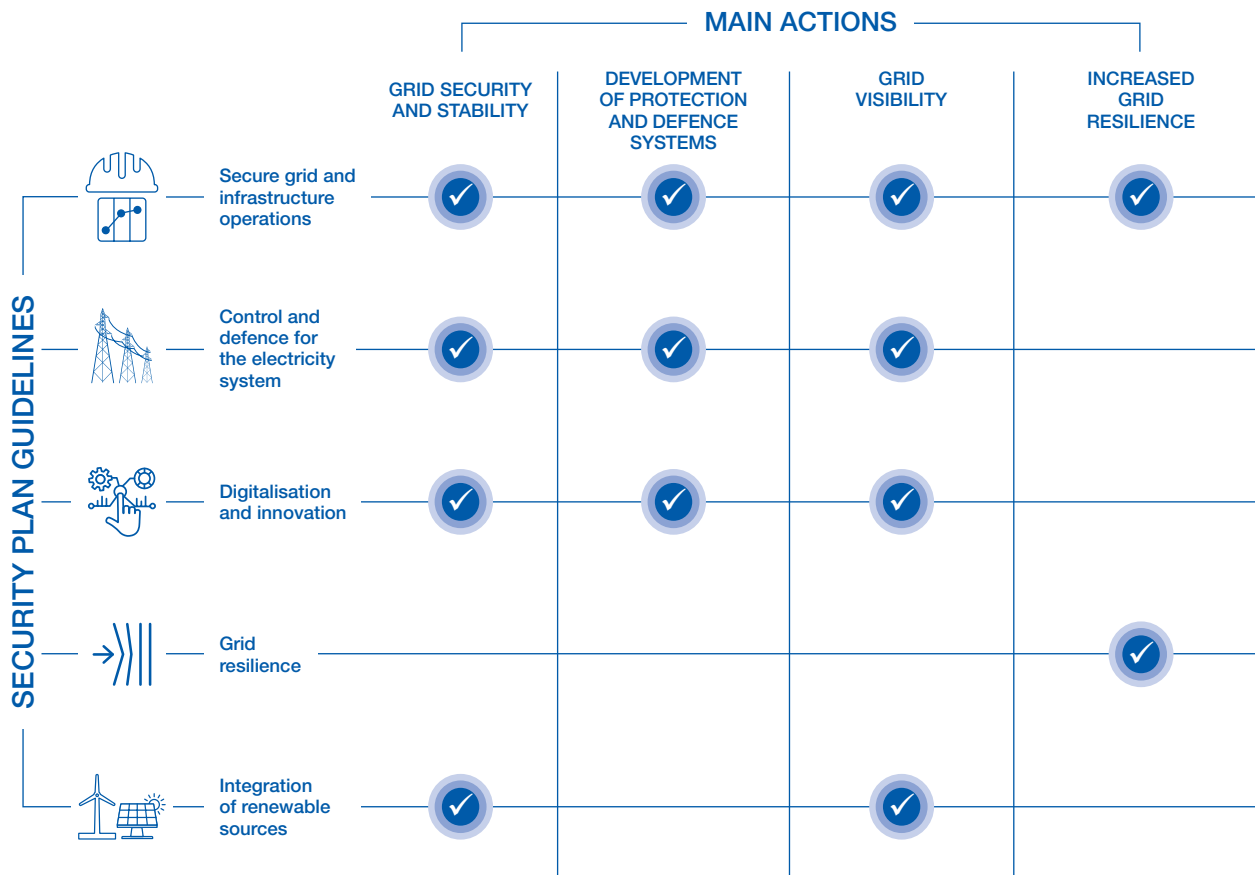 MAIN ACTIONS
GRID SECURITY
AND STABILITY
DEVELOPMENT
OF PROTECTION
AND DEFENCE
SYSTEMS
GRID
VISIBILITY
INCREASED
GRID
RESILIENCE
SECURITY PLAN GUIDELINES
Secure grid and
infrastructure
operations
Control and
defence for
the electricity
system
Digitalisation
and innovation
Grid
resilience
Integration
of renewable
sources